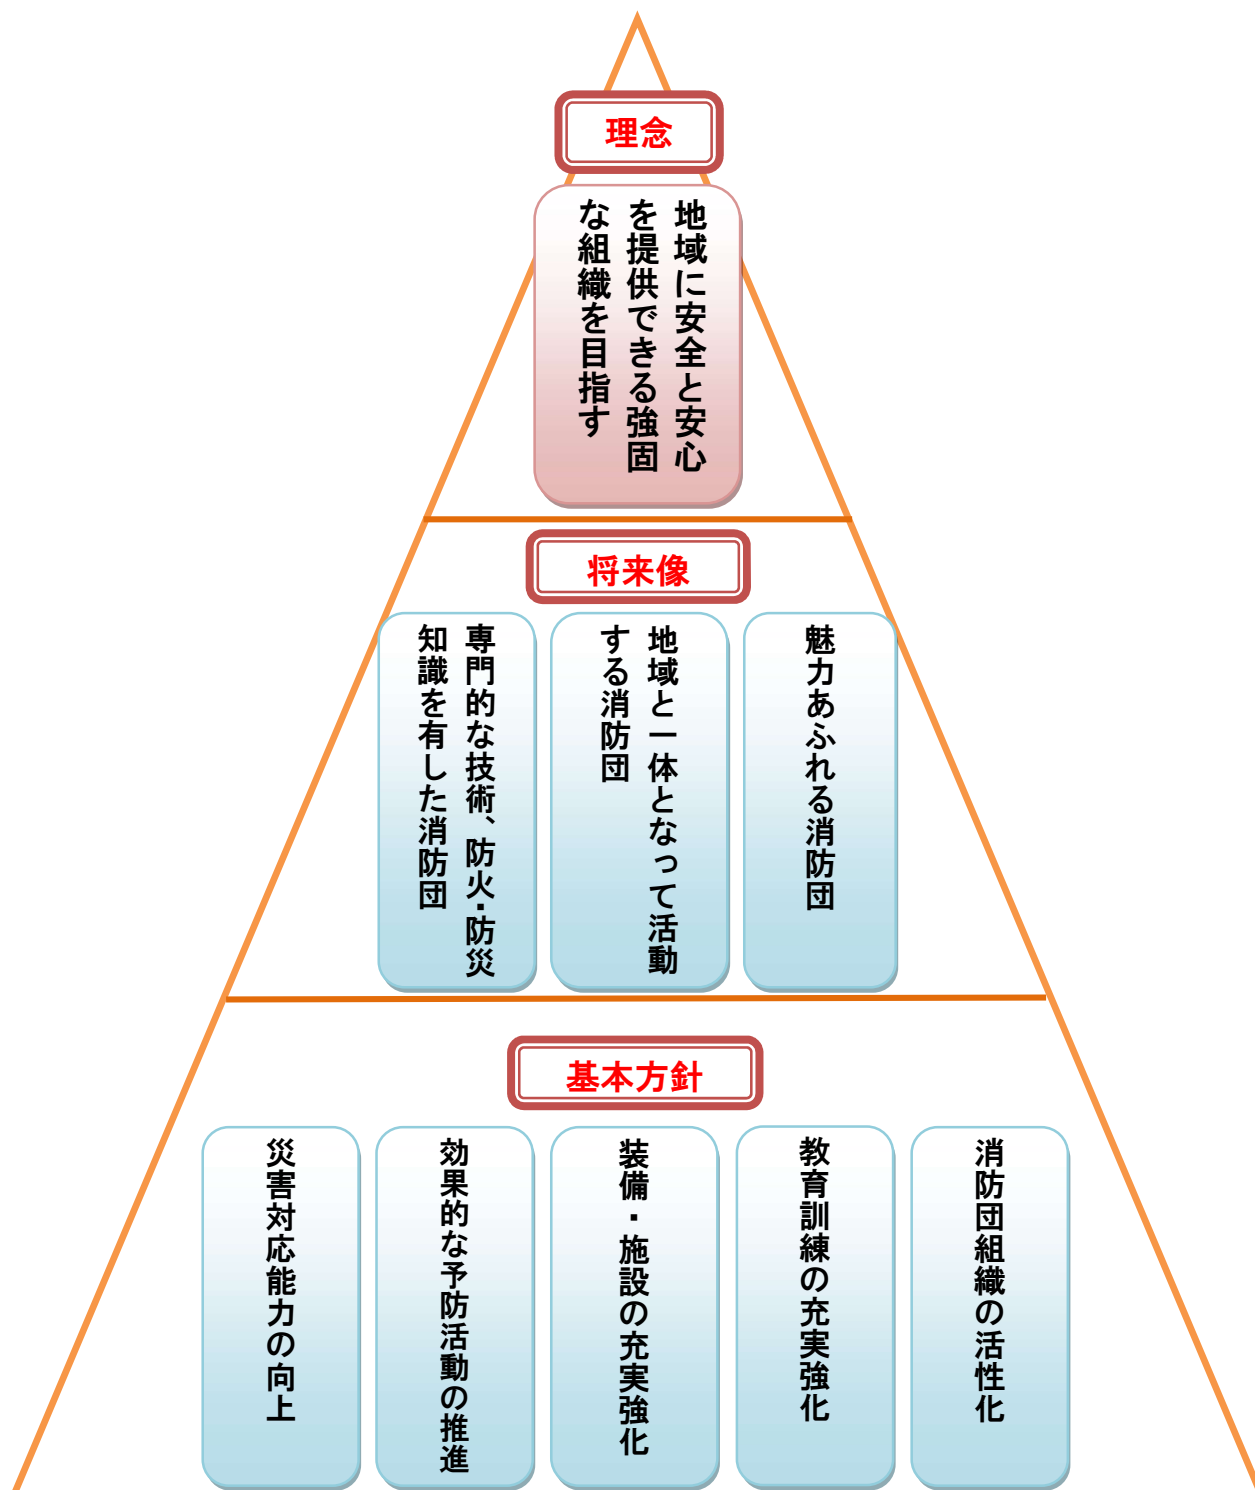 理念
地域に安全と安心
を提供できる強固
な組織を目指す
将来像
魅力あふれる消防団
地域と一体となって活動
する消防団
専門的な技術、防火・防災
知識を有した消防団
基本方針
消防団組織の活性化
教育訓練の充実強化
装備・施設の充実強化
効果的な予防活動の推進
災害対応能力の向上